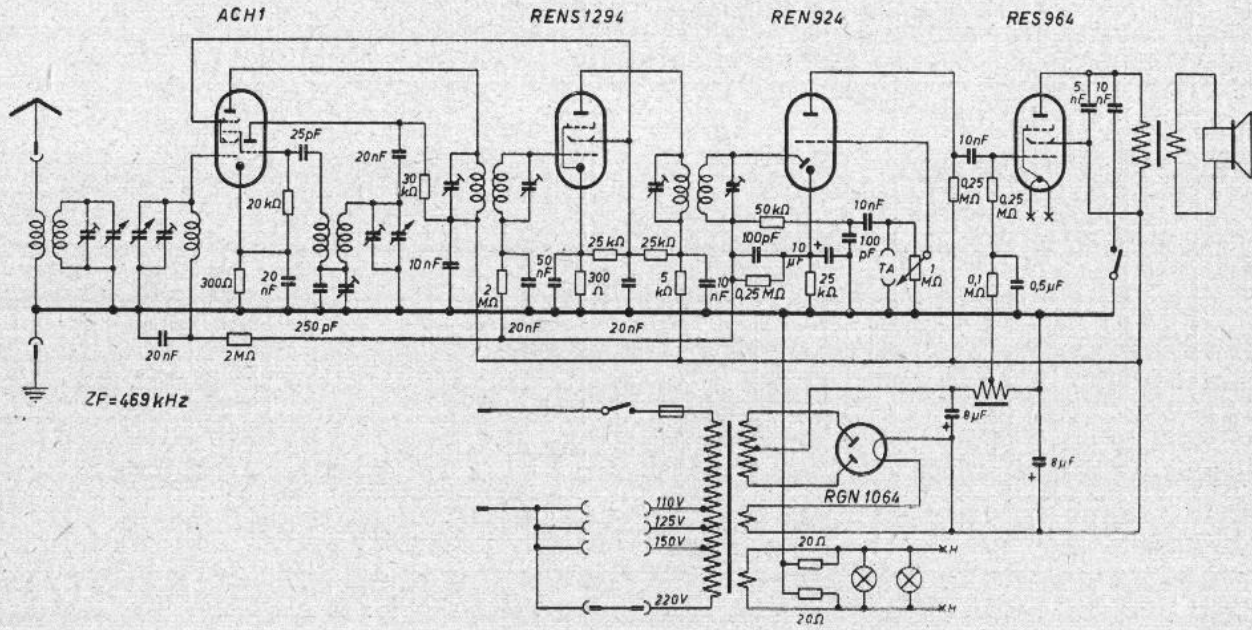 ACH1
RENS1294
REN924
RES964
25pF
20nF
30
kΩ
20kΩ
300Ω
20
nF
10nF
250pF
20nF
2MΩ
ZF=469kHz
2
MΩ
50
nF
20nF
25kΩ
300
Ω
25kΩ
20nF
5
kΩ
10
nF
50kΩ
100pF
0,25MΩ
10
µF
+
25
kΩ
10nF
100
pF
TA
1
MΩ
10nF
0,25
MΩ
0,25
MΩ
0,1
MΩ
0,5µF
5
nF
10
nF
8µF
+
8µF
+
RGN1064
110V
125V
150V
220V
20Ω
20Ω
H
H